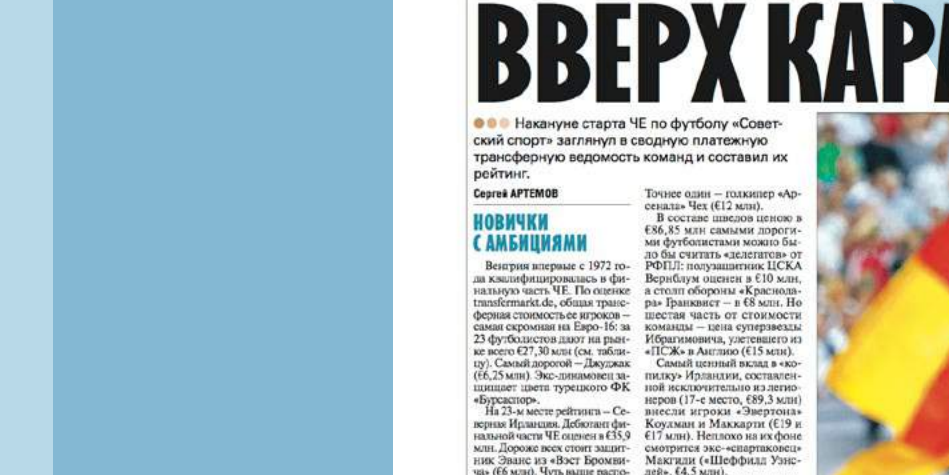 ВВЕРХ КАР
●●● Накануне старта ЧЕ по футболу «Совет-
ский спорт» заглянул в сводную платежную
трансферную ведомость команд и составил их
рейтинг.
Сергей АРТЕМОВ
НОВИЧКИ
С АМБИЦИЯМИ
Венгрия впервые с 1972 го-
да квалифицировалась в фи-
нальную часть ЧЕ. По оценке
transfermarkt.de, общая транс-
ферная стоимость ее игроков –
самая скромная на Евро-16: за
23 футболистов дают на рын-
ке всего €27,30 млн (см. табли-
цу). Самый дорогой – Джуджак
(€6,25 млн). Экс-динамовец за-
щищает цвета турецкого ФК
«Бурсаспор».
На 23-м месте рейтинга – Се-
верная Ирландия. Дебютант фи-
нальной части ЧЕ оценен в €35,9
млн. Дороже всех стоит защит-
ник Эванс из «Вэст Бромви-
ча» (€6 млн). Чуть выше распо-
Точнее один – голкипер «Ар-
сенала» Чех (€12 млн).
В составе шведов ценою в
€86,85 млн самыми дороги-
ми футболистами можно бы-
ло бы считать «делегатов» от
РФПЛ: полузащитник ЦСКА
Вернблум оценен в €10 млн,
а столп обороны «Краснода-
ра» Гранквист – в €8 млн. Но
шестая часть от стоимости
команды – цена суперзвезды
Ибрагимовича, улетевшего из
«ПСЖ» в Англию (€15 млн).
Самый ценный вклад в «ко-
пилку» Ирландии, составлен-
ной исключительно из легио-
неров (17-е место, €89,3 млн)
внесли игроки «Эвертона»
Коулман и Маккарти (€19 и
€17 млн). Неплохо на их фоне
смотрится экс-«спартаковец»
Макгиди («Шеффилд Уэнс-
дей», €4,5 млн).